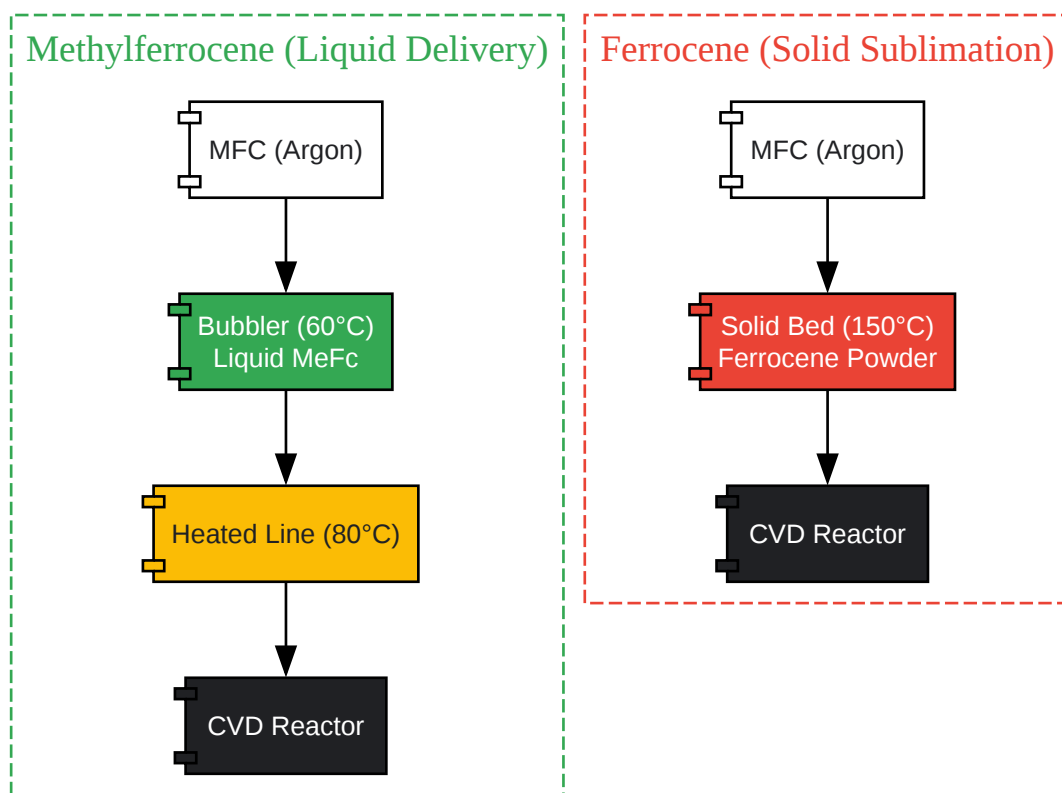 Methylferrocene (Liquid Delivery)
MFC (Argon)
Bubbler (60°C)
Liquid MeFc
Heated Line (80°C)
CVD Reactor
Ferrocene (Solid Sublimation)
MFC (Argon)
Solid Bed (150°C)
Ferrocene Powder
CVD Reactor